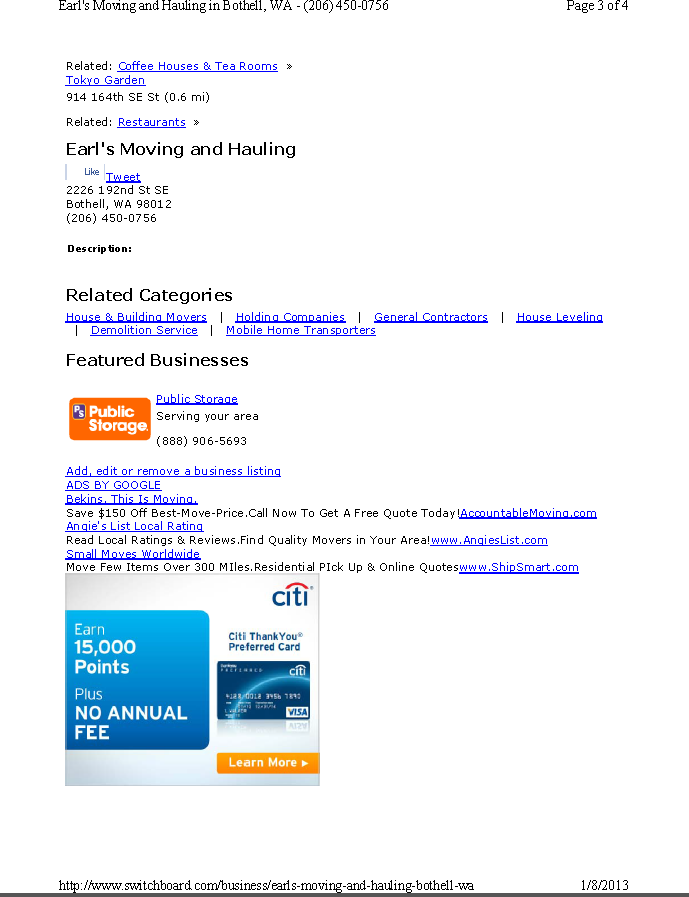 Earl's Moving and Hauling in Bothell, WA - (206) 450-0756 Page 3 of 4
Related: Coffee Houses & Tea Rooms »
Tokyo Garden
914 164th SE St (0.6 mi)
Related: Restaurants »
Earl's Moving and Hauling
Like Tweet
2226 192nd St SE
Bothell, WA 98012
(206) 450-0756
Description:
Related Categories
House & Building Movers | Holding Companies | General Contractors | House Leveling
| Demolition Service | Mobile Home Transporters
Featured Businesses
PS Public Storage.
Public Storage
Serving your area
(888) 906-5693
Add, edit or remove a business listing
ADS BY GOOGLE
Bekins. This Is Moving.
Save $150 Off Best-Move-Price.Call Now To Get A Free Quote Today!AccountableMoving.com
Angie's List Local Rating
Read Local Ratings & Reviews.Find Quality Movers in Your Area!www.AngiesList.com
Small Moves Worldwide
Move Few Items Over 300 MIles.Residential PIck Up & Online Quoteswww.ShipSmart.com
citi
Earn
15,000
Points
Plus
NO ANNUAL
FEE
Citi ThankYou®
Preferred Card
PREFERRED
citi
4128 0012 3456 7890
VISA
Learn More ►
http://www.switchboard.com/business/earls-moving-and-hauling-bothell-wa 1/8/2013